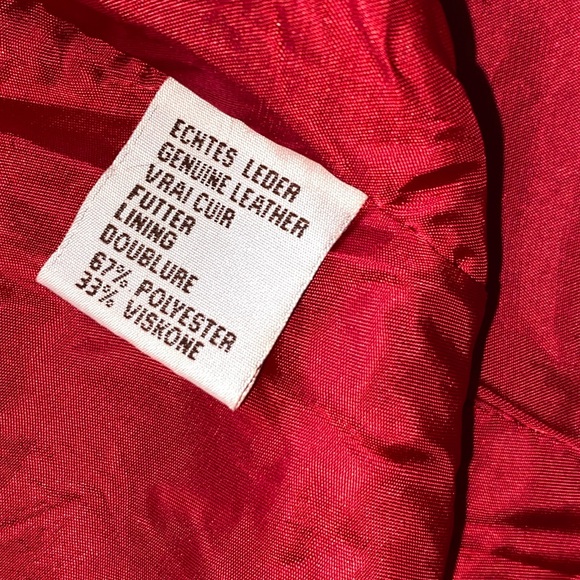 ECHTES LEDER
GENUINE LEATHER
VRAI CUIR
FUTTER
LINING
DOUBLURE
67% POLYESTER
33% VISKONE